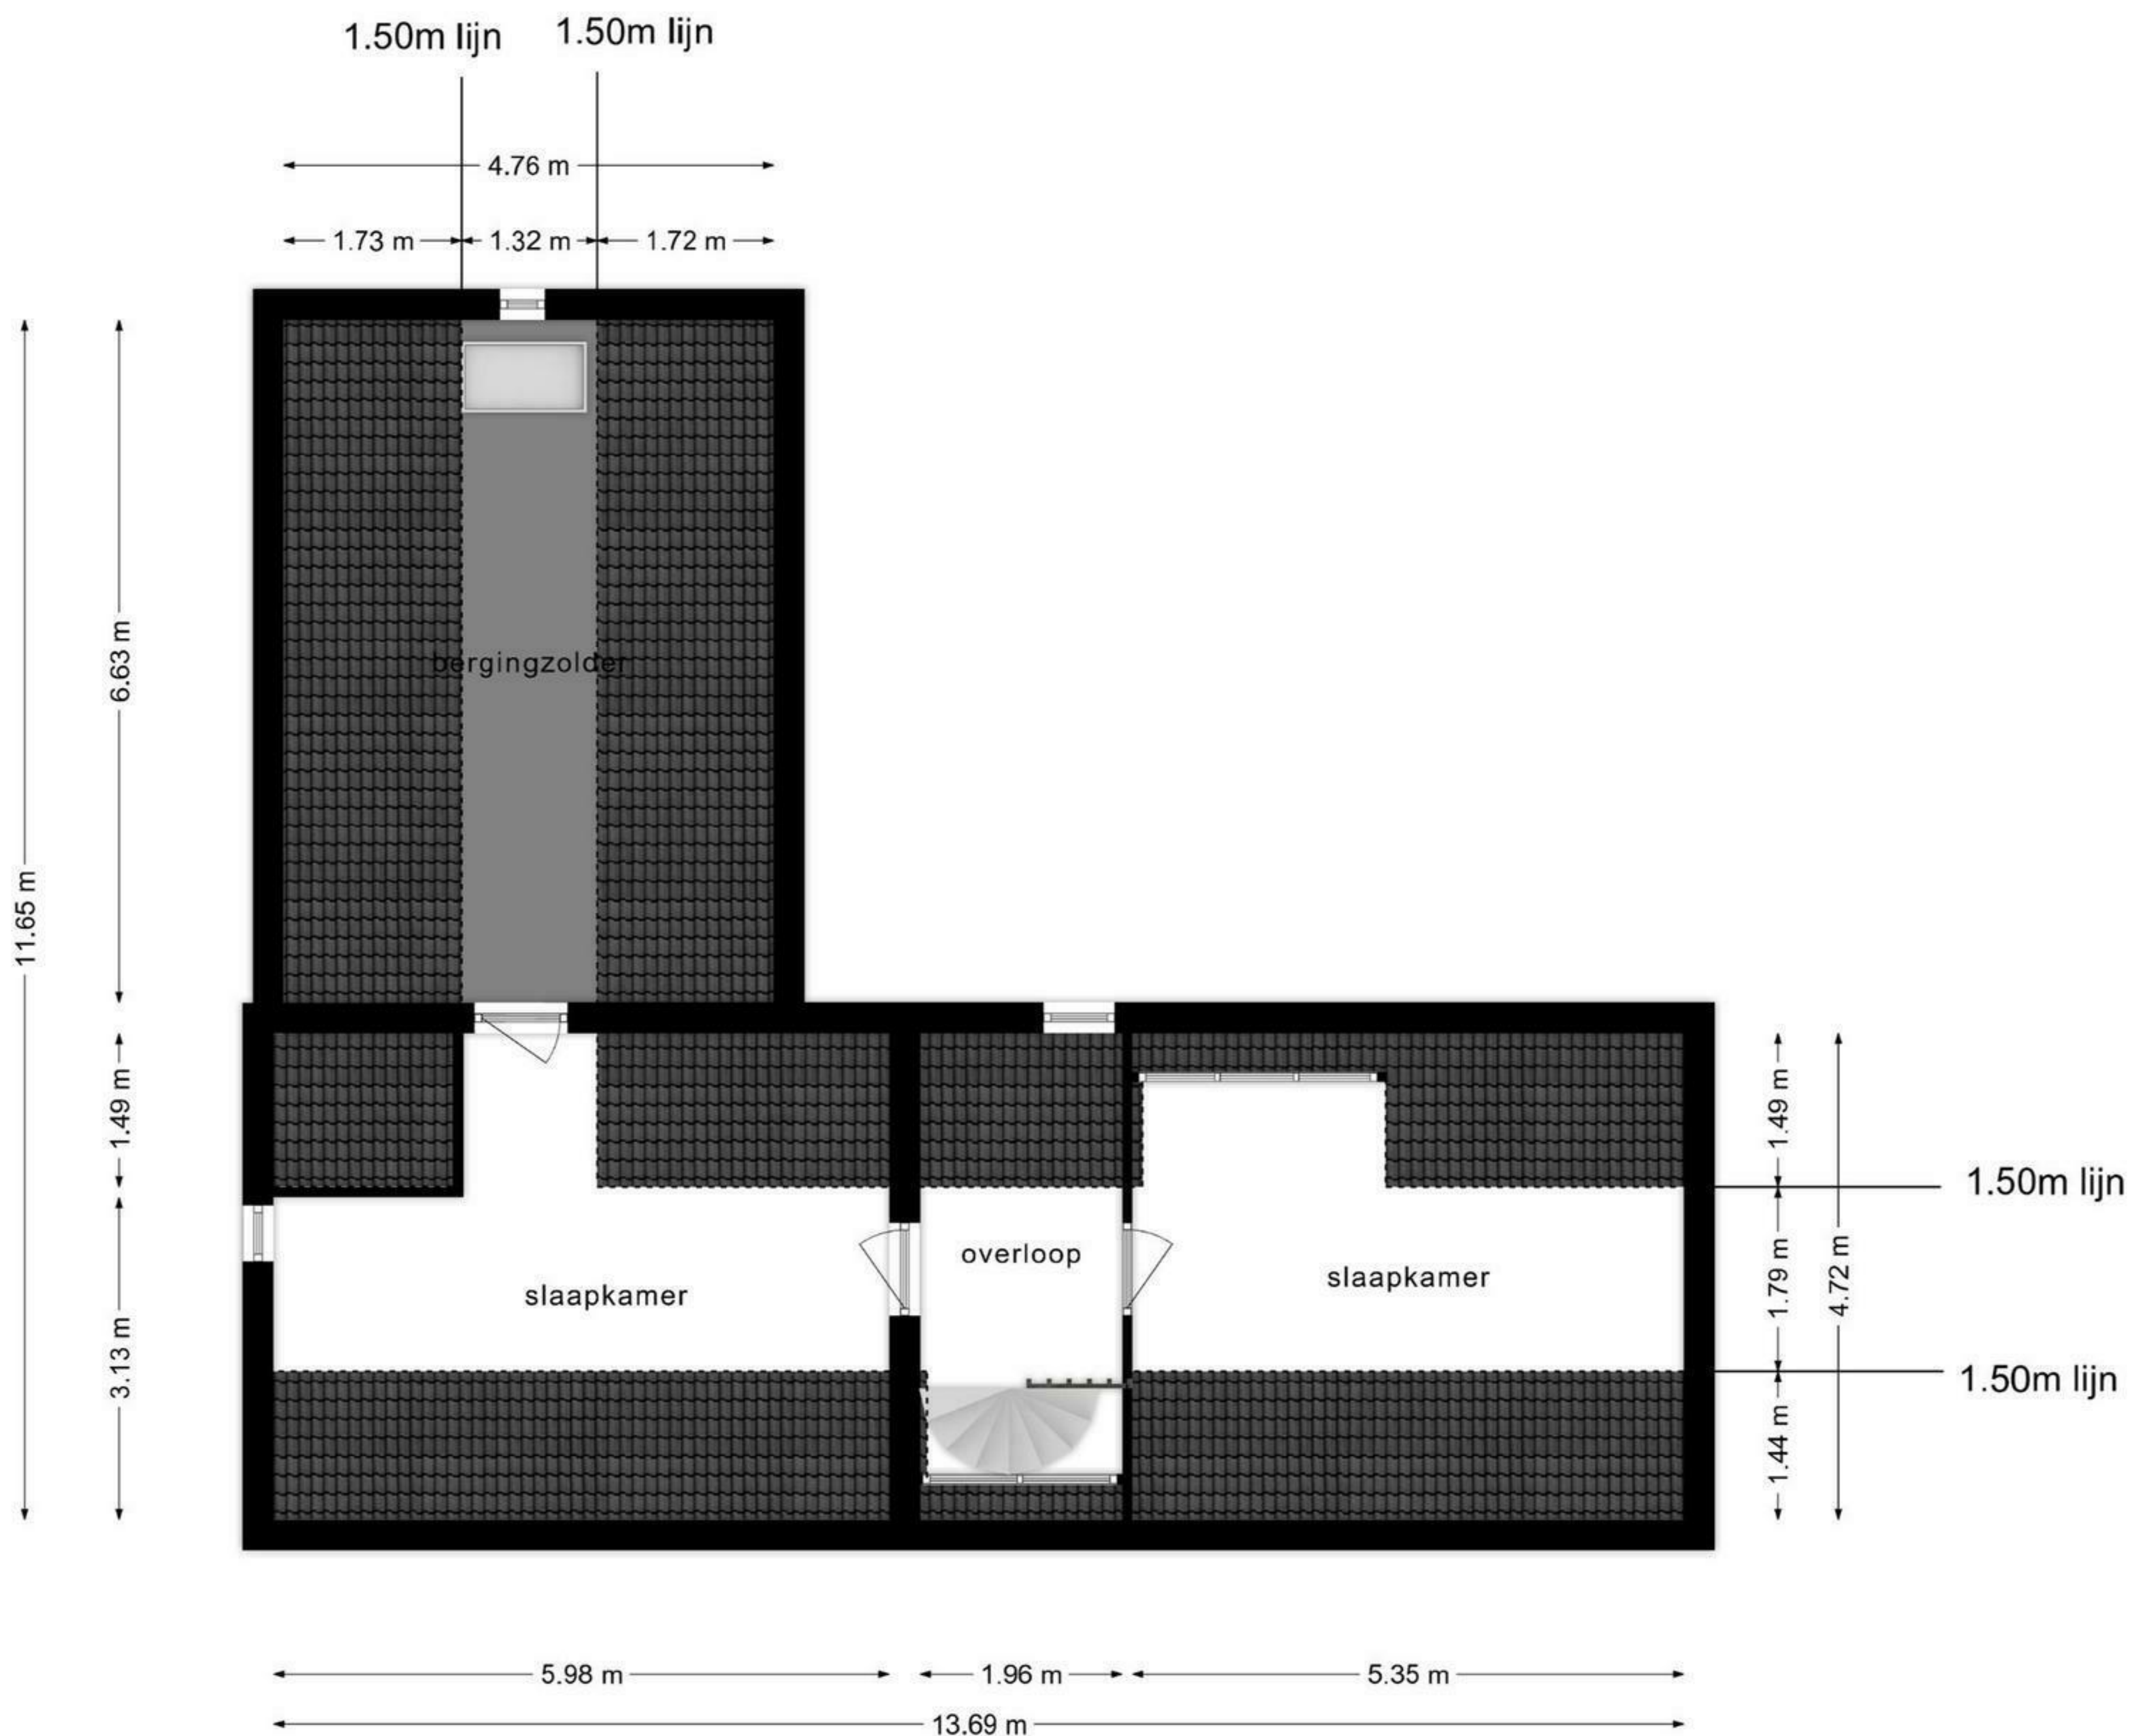 1.50m lijn 1.50m lijn
4.76 m
1.73 m 1.32 m 1.72 m
bergingzolder
6.63 m
11.65 m
1.49 m
3.13 m
1.49 m
1.79 m
4.72 m
1.44 m
1.50m lijn
1.50m lijn
overloop
slaapkamer
slaapkamer
5.98 m 1.96 m 5.35 m
13.69 m